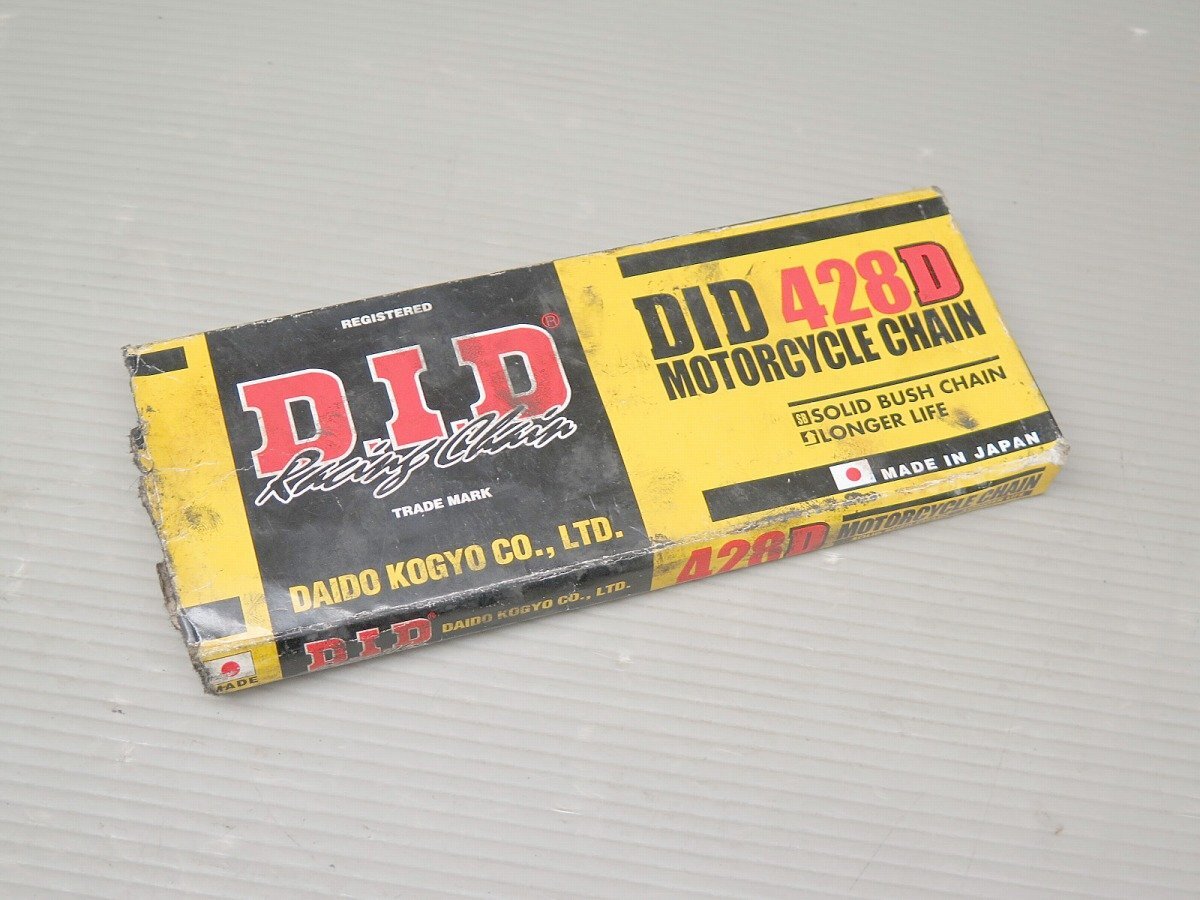 REGISTERED
D.I.D®
Racing Chain
TRADE MARK
DAIDO KOGYO CO., LTD.
DID 428D
MOTORCYCLE CHAIN
SB SOLID BUSH CHAIN
LONGER LIFE
MADE IN JAPAN
MADE
D.I.D® DAIDO KOGYO CO., LTD.
428D MOTORCYCLE CHAIN